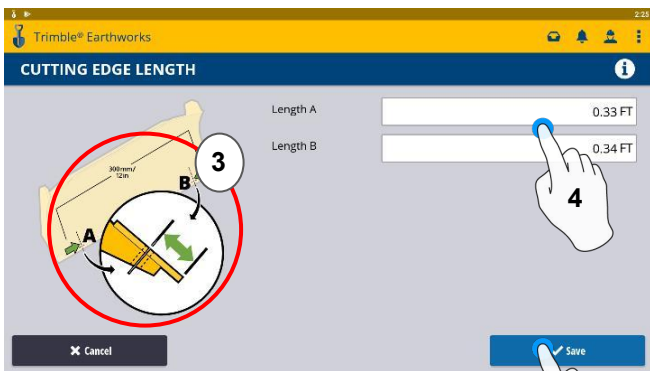 2:25
Trimble® Earthworks
CUTTING EDGE LENGTH
i
Length A
0.33 FT
Length B
0.34 FT
300mm/
12in
3
B
A
4
Cancel
Save